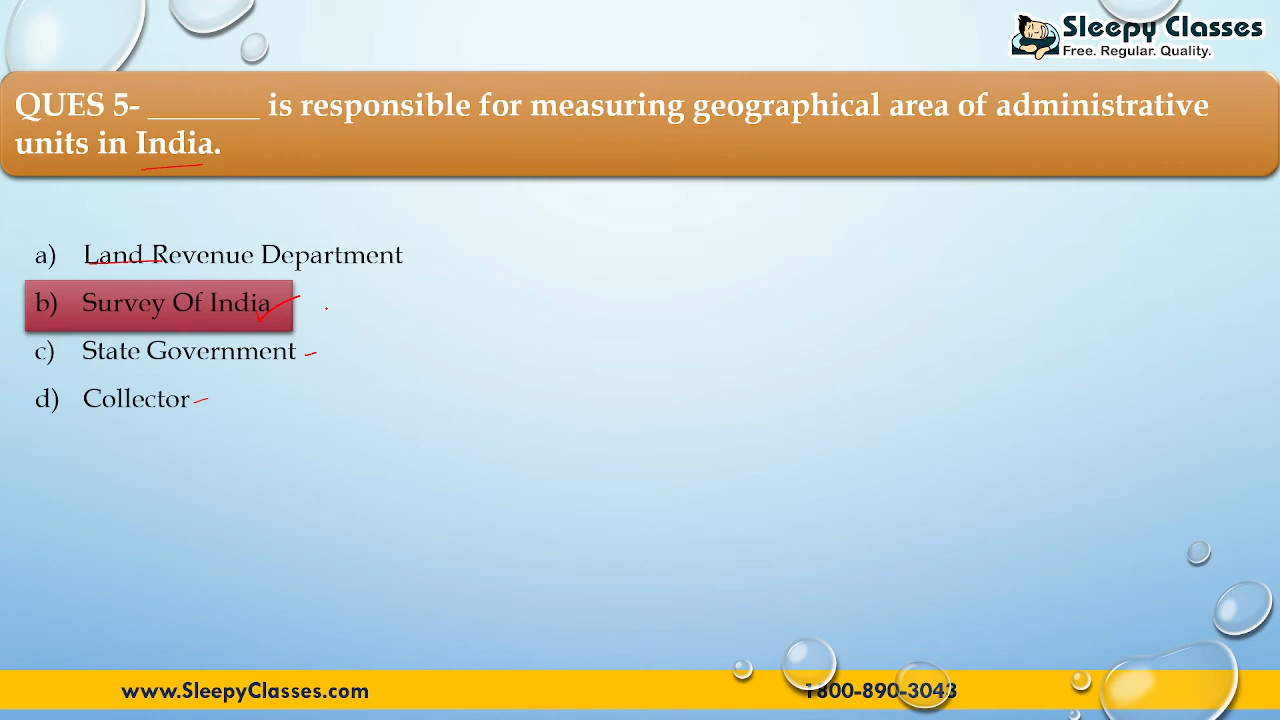 Sleepy Classes
Free. Regular. Quality.
QUES 5- _______ is responsible for measuring geographical area of administrative
units in India.
a) Land Revenue Department
b) Survey Of India
c) State Government
d) Collector
www.SleepyClasses.com 1800-890-3043